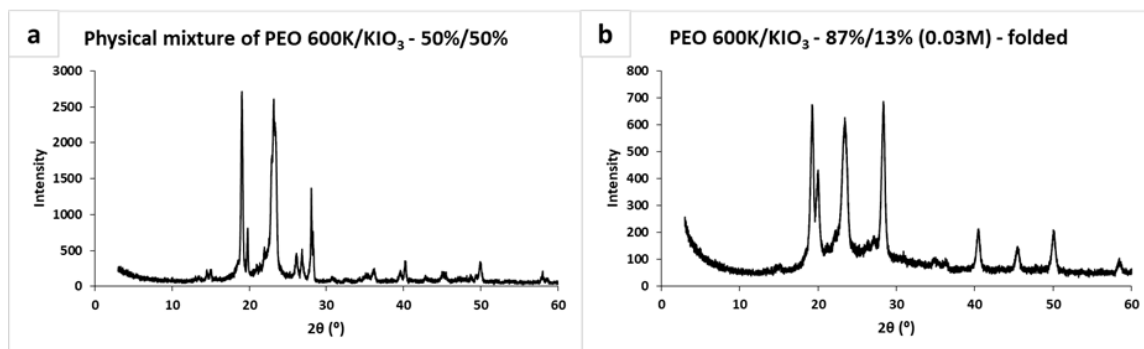 a
Physical mixture of PEO 600K/KIO₃ - 50%/50%
3000
2500
2000
1500
1000
500
0
Intensity
0 10 20 30 40 50 60
2θ (º)
b
PEO 600K/KIO₃ - 87%/13% (0.03M) - folded
800
700
600
500
400
300
200
100
0
Intensity
0 10 20 30 40 50 60
2θ (º)